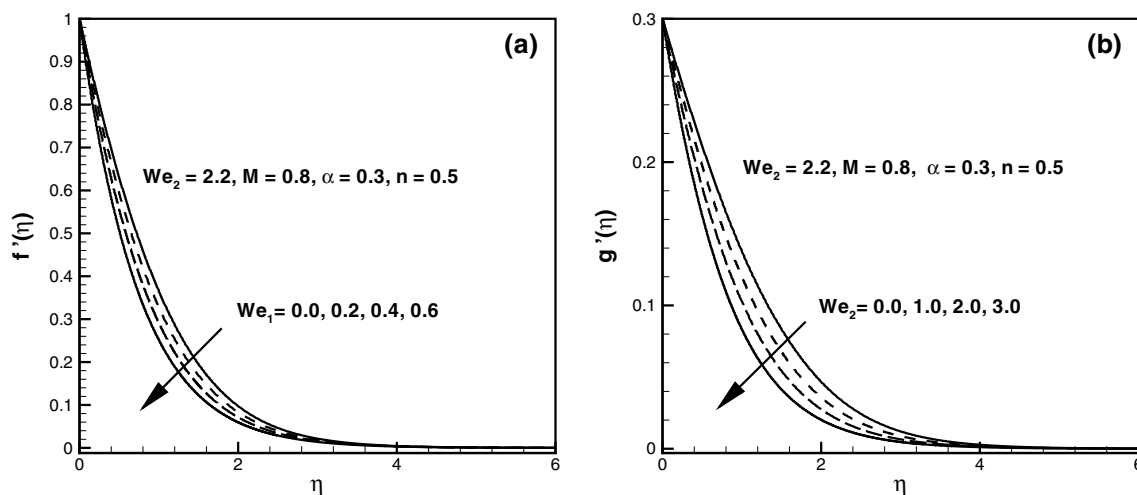 (a)
1
0.9
0.8
0.7
0.6
0.5
0.4
0.3
0.2
0.1
0
f '(η)
We₂ = 2.2, M = 0.8, α = 0.3, n = 0.5
We₁= 0.0, 0.2, 0.4, 0.6
0 2 4 6
η
(b)
0.3
0.2
0.1
0.0
g '(η)
We₂ = 2.2, M = 0.8, α = 0.3, n = 0.5
We₂= 0.0, 1.0, 2.0, 3.0
0 2 4 6
η